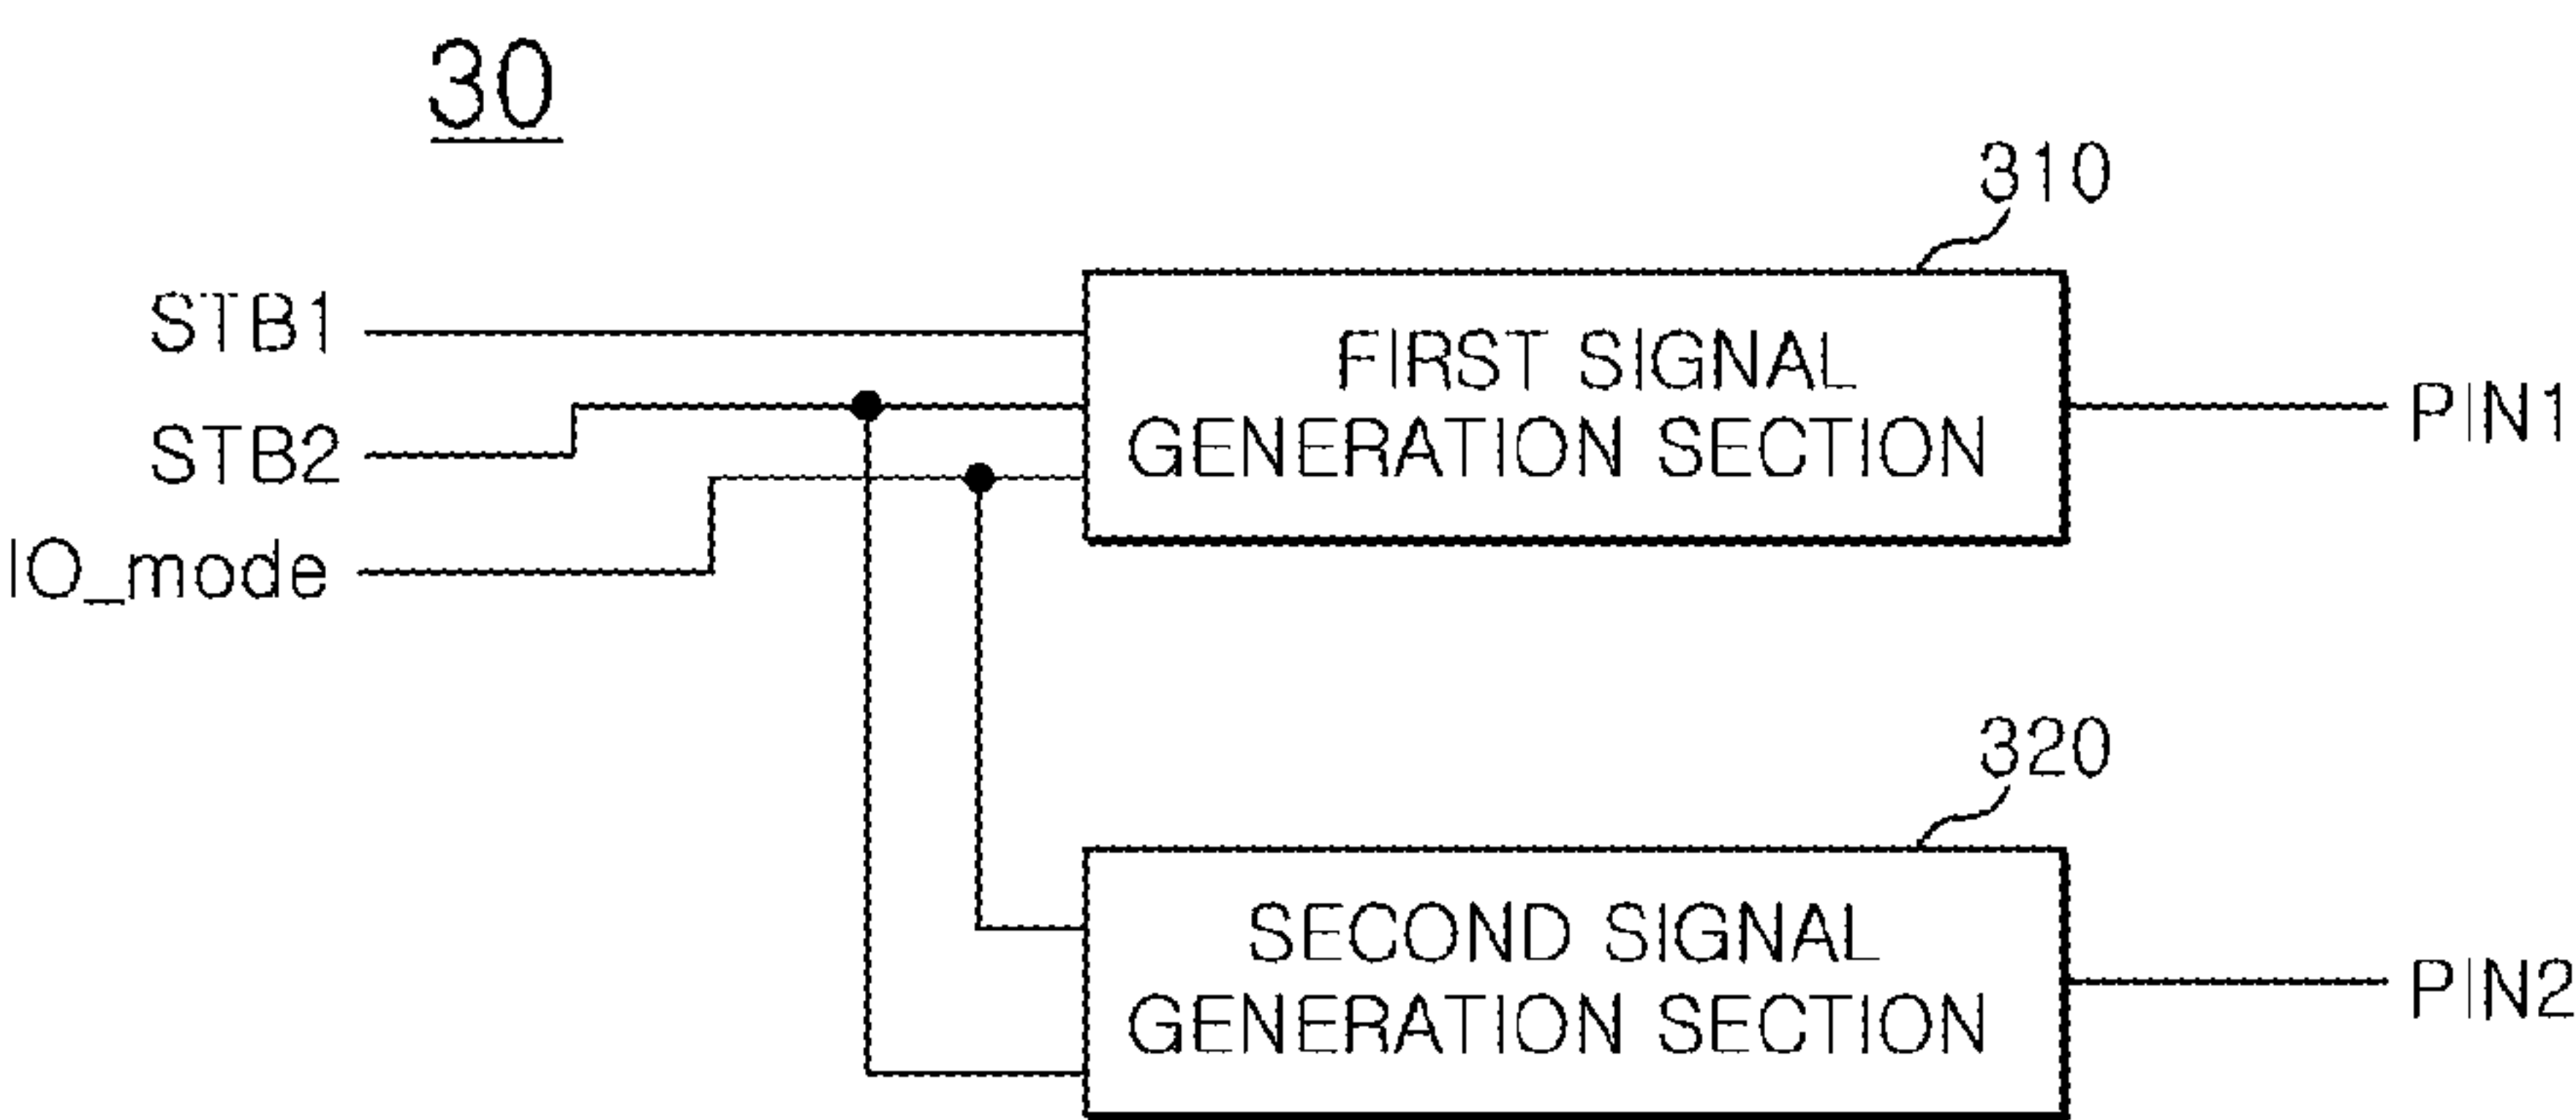 30
310
STB1
STB2
IO_mode
FIRST SIGNAL
GENERATION SECTION
PIN1
320
SECOND SIGNAL
GENERATION SECTION
PIN2